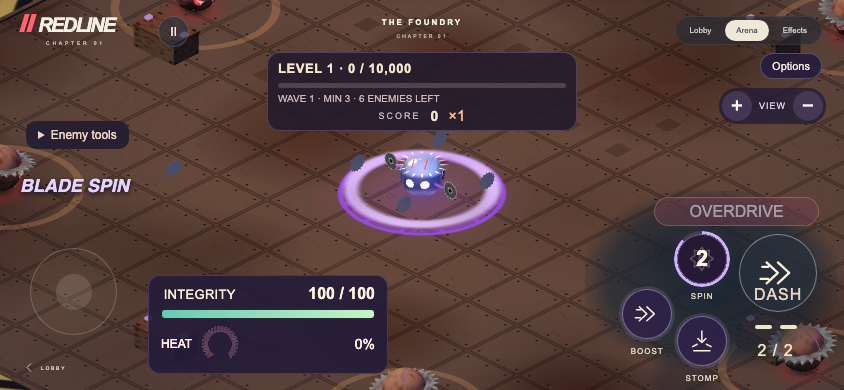 REDLINE
CHAPTER 01
THE FOUNDRY
CHAPTER 01
Lobby
Arena
Effects
Options
LEVEL 1 · 0 / 10,000
WAVE 1 · MIN 3 · 6 ENEMIES LEFT
SCORE 0 ×1
+ VIEW −
▶ Enemy tools
BLADE SPIN
OVERDRIVE
2
SPIN
DASH
BOOST
STOMP
2 / 2
INTEGRITY 100 / 100
HEAT 0%
LOBBY